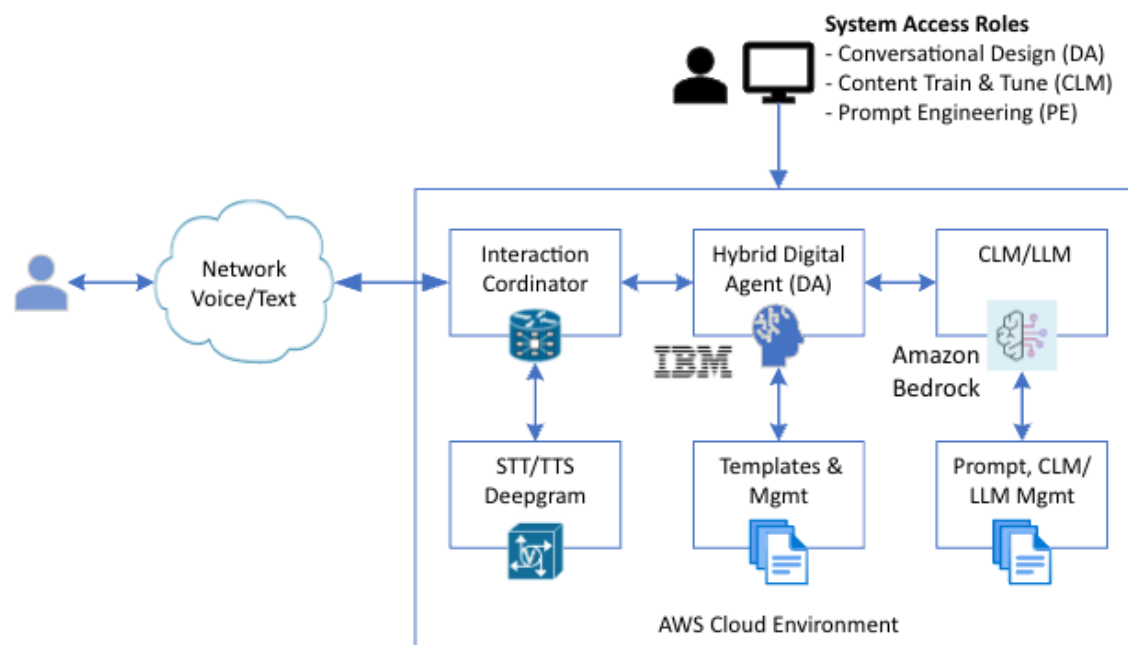 System Access Roles
- Conversational Design (DA)
- Content Train & Tune (CLM)
- Prompt Engineering (PE)
Network
Voice/Text
Interaction
Cordinator
Hybrid Digital
Agent (DA)
CLM/LLM
IBM
Amazon
Bedrock
STT/TTS
Deepgram
V
Templates &
Mgmt
Prompt, CLM/
LLM Mgmt
AWS Cloud Environment